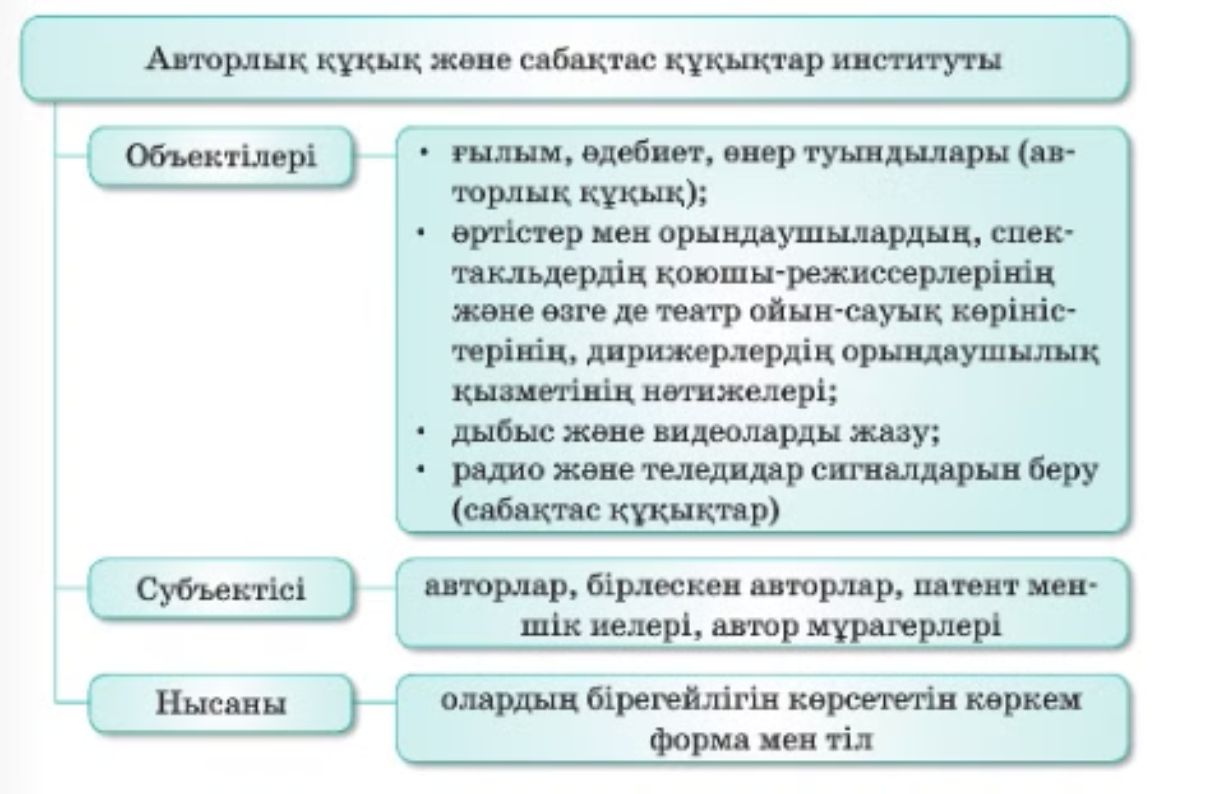 Авторлық құқық және сабақтас құқықтар институты
Объектілері
• ғылым, әдебиет, өнер туындылары (ав-
торлық құқық);
• әртістер мен орындаушылардың, спек-
такльдердің қоюшы-режиссерлерінің
және өзге де театр ойын-сауық көрініс-
терінің, дирижерлердің орындаушылық
қызметінің нәтижелері;
• дыбыс және видеоларды жазу;
• радио және теледидар сигналдарын беру
(сабақтас құқықтар)
Субъектісі
авторлар, бірлескен авторлар, патент мен-
шік иелері, автор мұрагерлері
Нысаны
олардың бірегейлігін көрсететін көркем
форма мен тіл